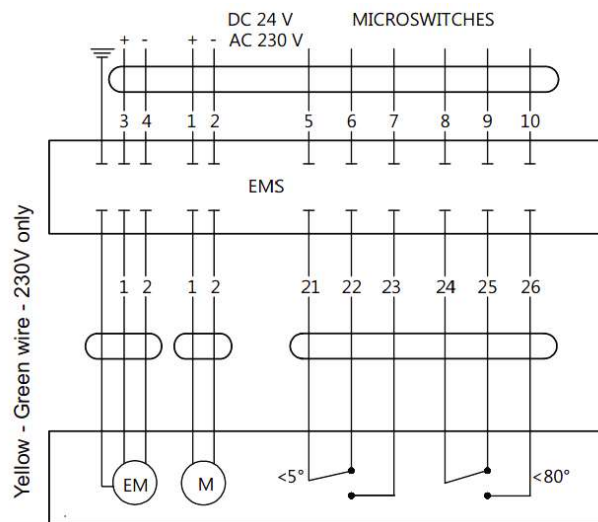 DC 24 V MICROSWITCHES
+ - + - AC 230 V
3 4 1 2 5 6 7 8 9 10
EMS
1 2 1 2 21 22 23 24 25 26
<5° <80°
EM M
Yellow - Green wire - 230V only